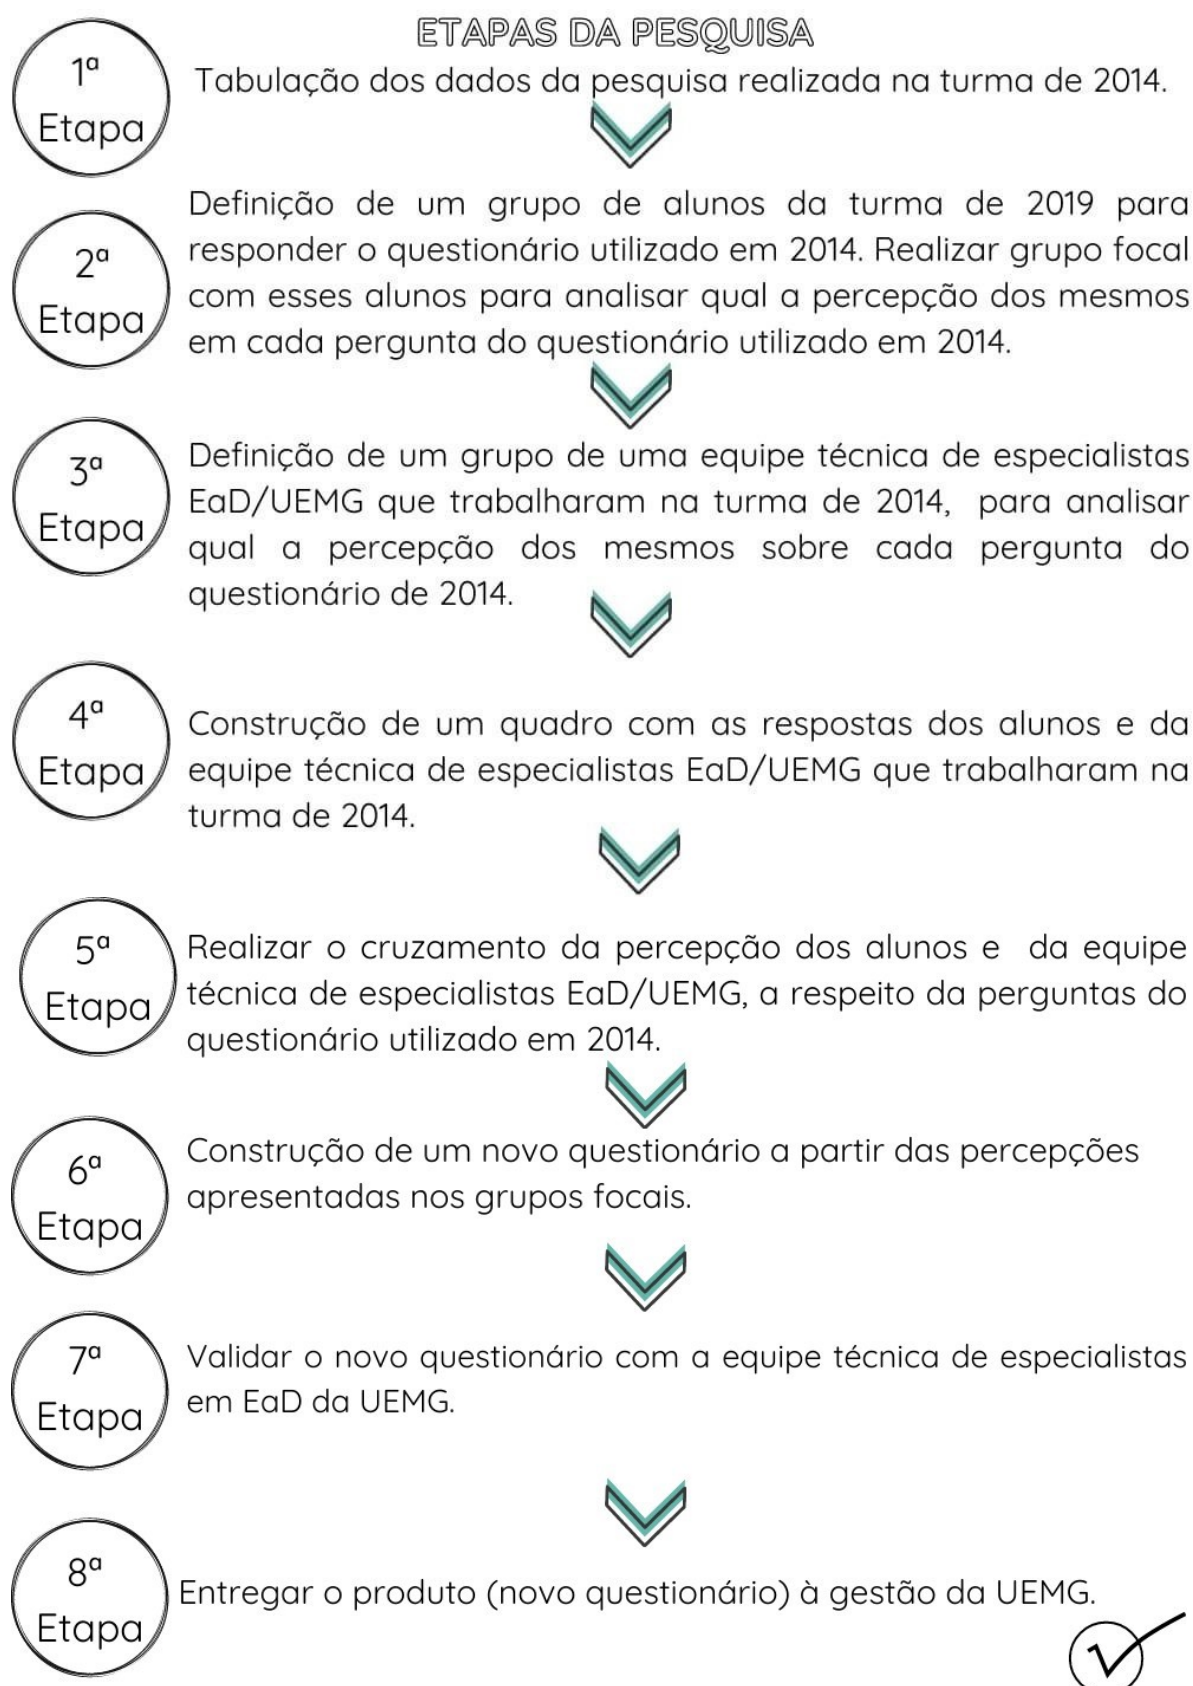 ETAPAS DA PESQUISA
1ª
Etapa
Tabulação dos dados da pesquisa realizada na turma de 2014.
2ª
Etapa
Definição de um grupo de alunos da turma de 2019 para
responder o questionário utilizado em 2014. Realizar grupo focal
com esses alunos para analisar qual a percepção dos mesmos
em cada pergunta do questionário utilizado em 2014.
3ª
Etapa
Definição de um grupo de uma equipe técnica de especialistas
EaD/UEMG que trabalharam na turma de 2014, para analisar
qual a percepção dos mesmos sobre cada pergunta do
questionário de 2014.
4ª
Etapa
Construção de um quadro com as respostas dos alunos e da
equipe técnica de especialistas EaD/UEMG que trabalharam na
turma de 2014.
5ª
Etapa
Realizar o cruzamento da percepção dos alunos e da equipe
técnica de especialistas EaD/UEMG, a respeito da perguntas do
questionário utilizado em 2014.
6ª
Etapa
Construção de um novo questionário a partir das percepções
apresentadas nos grupos focais.
7ª
Etapa
Validar o novo questionário com a equipe técnica de especialistas
em EaD da UEMG.
8ª
Etapa
Entregar o produto (novo questionário) à gestão da UEMG.